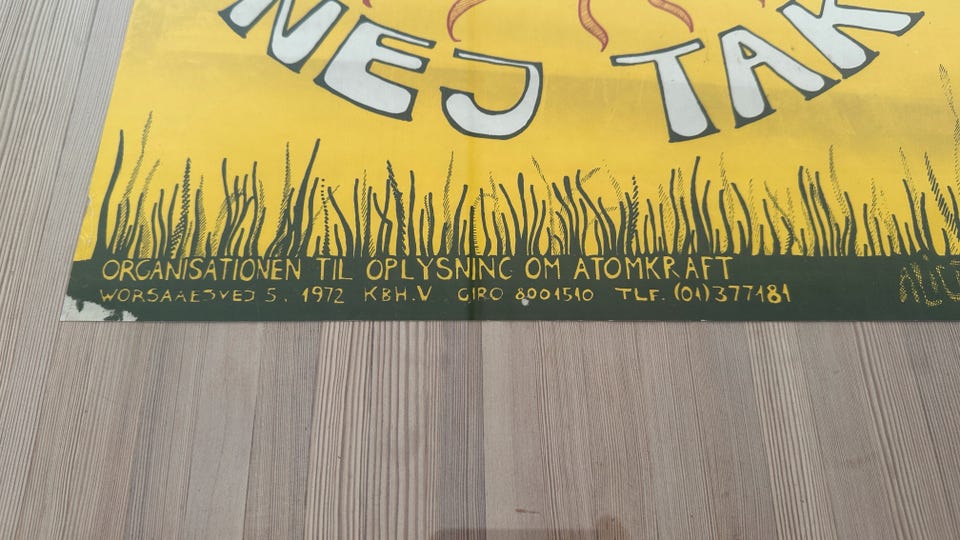 NEJ TAK
ORGANISATIONEN TIL OPLYSNING OM ATOMKRAFT
WORSAAESVEJ 5. 1972 KBH.V GIRO 8001510 TLF. (01)377181